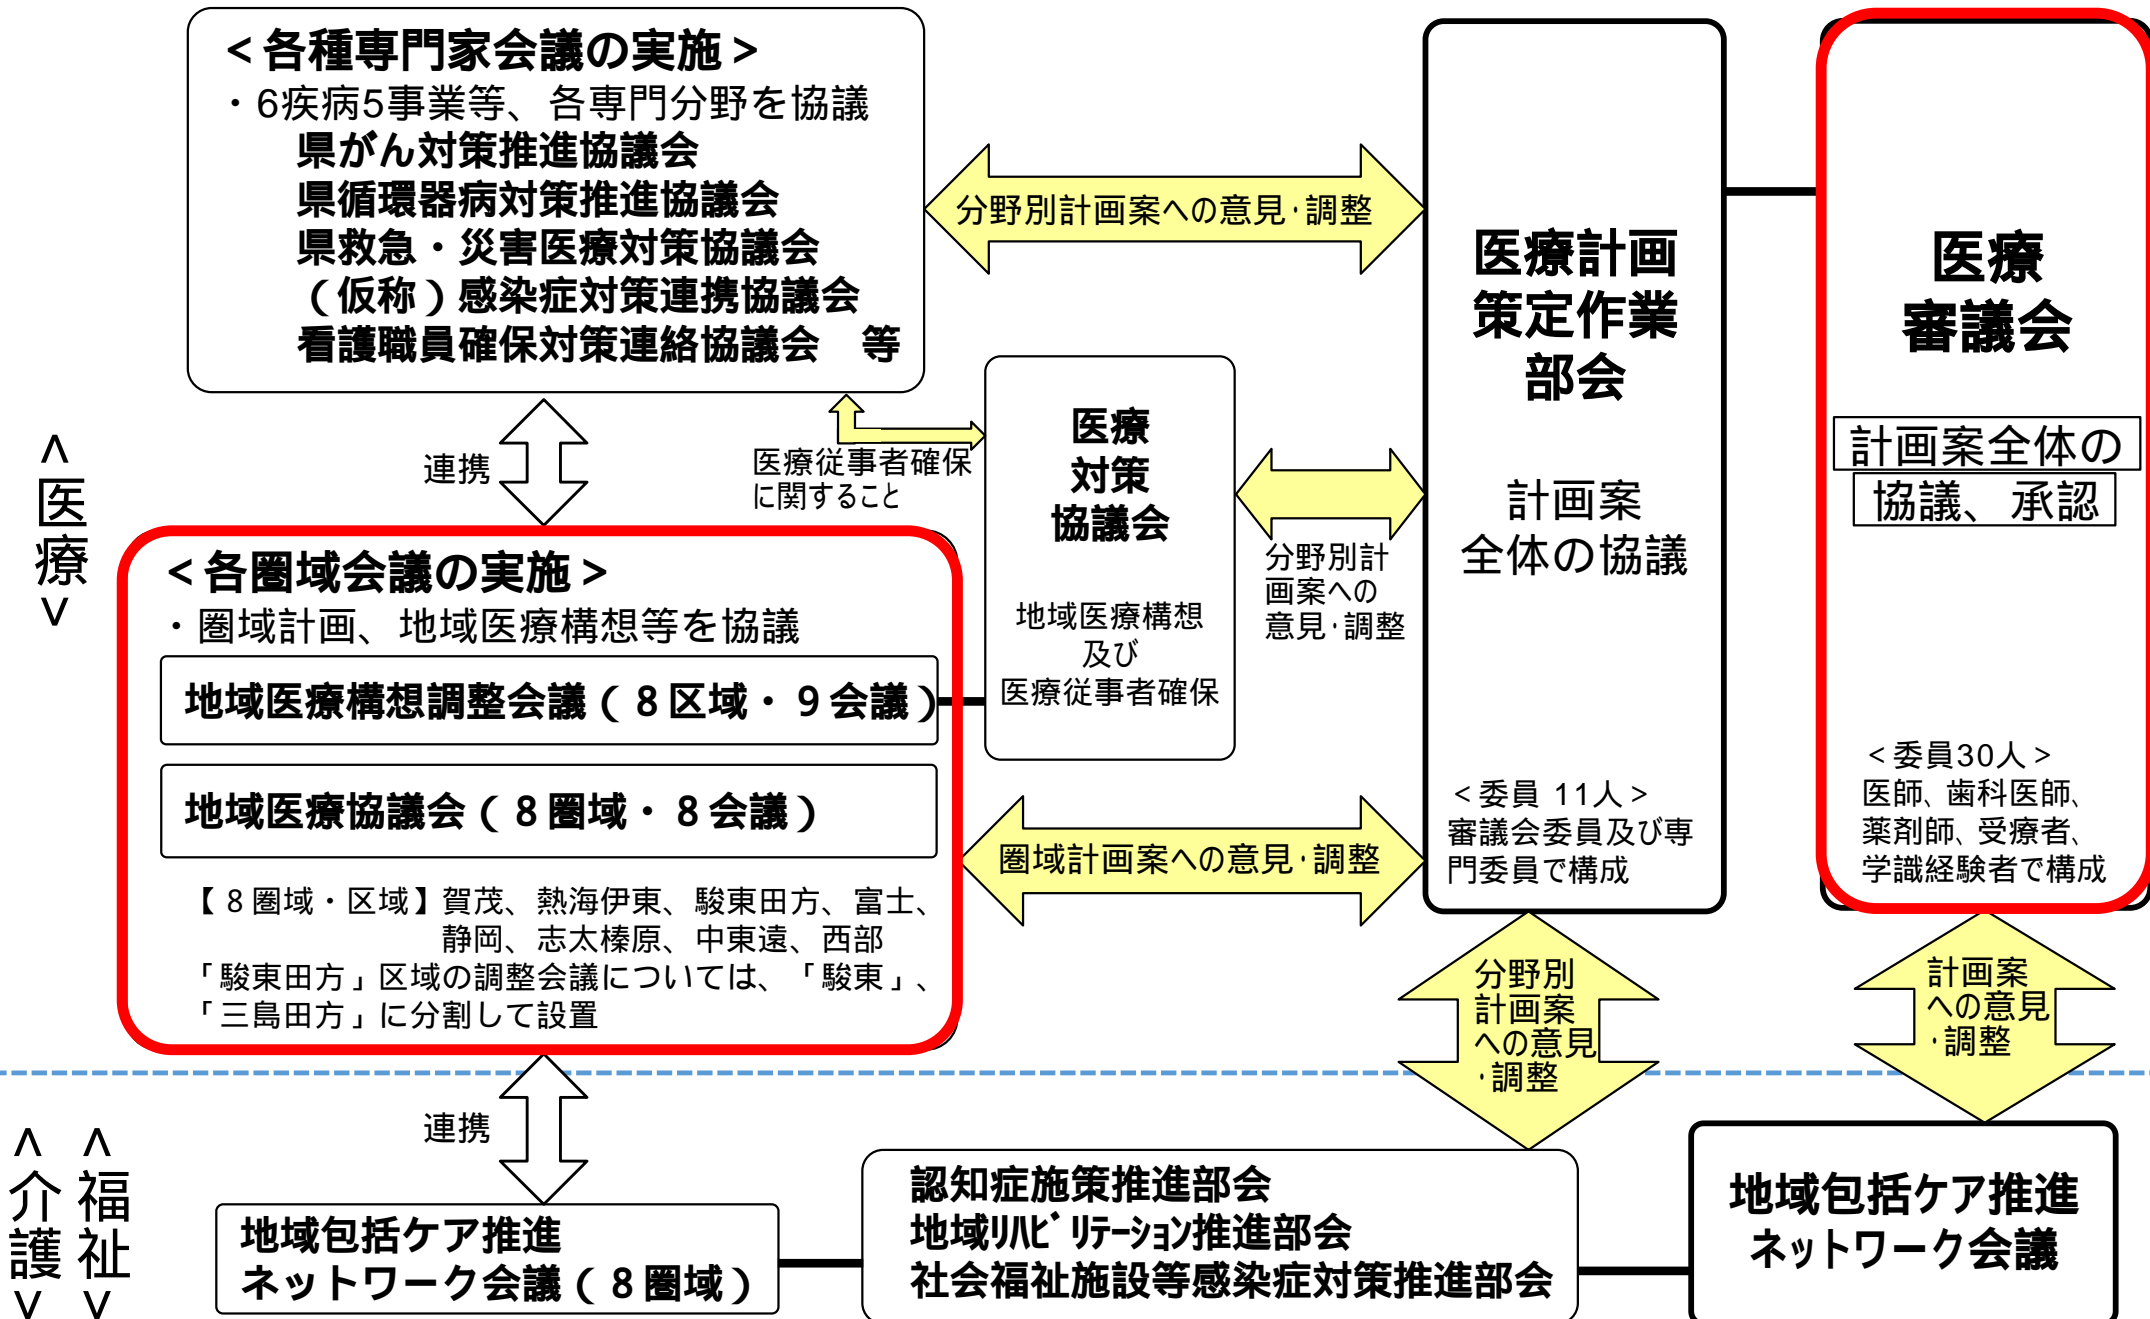 ＜各種専門家会議の実施＞
・6疾病5事業等、各専門分野を協議
県がん対策推進協議会
県循環器病対策推進協議会
県救急・災害医療対策協議会
（仮称）感染症対策連携協議会
看護職員確保対策連絡協議会　等
分野別計画案への意見・調整
医療計画
策定作業
部会
計画案
全体の協議
＜委員 11人＞
審議会委員及び専
門委員で構成
医療
審議会
計画案全体の
協議、承認
＜委員30人＞
医師、歯科医師、
薬剤師、受療者、
学識経験者で構成
＜医療＞
連携
医療従事者確保
に関すること
医療
対策
協議会
地域医療構想
及び
医療従事者確保
分野別計
画案への
意見・調整
＜各圏域会議の実施＞
・圏域計画、地域医療構想等を協議
地域医療構想調整会議（８区域・９会議）
地域医療協議会（８圏域・８会議）
【８圏域・区域】賀茂、熱海伊東、駿東田方、富士、
静岡、志太榛原、中東遠、西部
「駿東田方」区域の調整会議については、「駿東」、
「三島田方」に分割して設置
圏域計画案への意見・調整
分野別
計画案
への意見
・調整
計画案
への意見
・調整
連携
＜福祉＞
＜介護＞
地域包括ケア推進
ネットワーク会議（８圏域）
認知症施策推進部会
地域ﾘﾊﾋﾞﾘﾃｰｼｮﾝ推進部会
社会福祉施設等感染症対策推進部会
地域包括ケア推進
ネットワーク会議